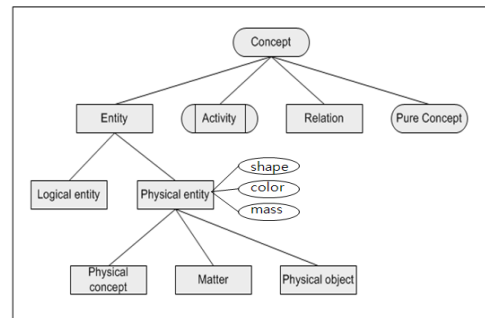 Concept
Entity
Activity
Relation
Pure Concept
shape
Logical entity
Physical entity
color
mass
Physical
concept
Matter
Physical object